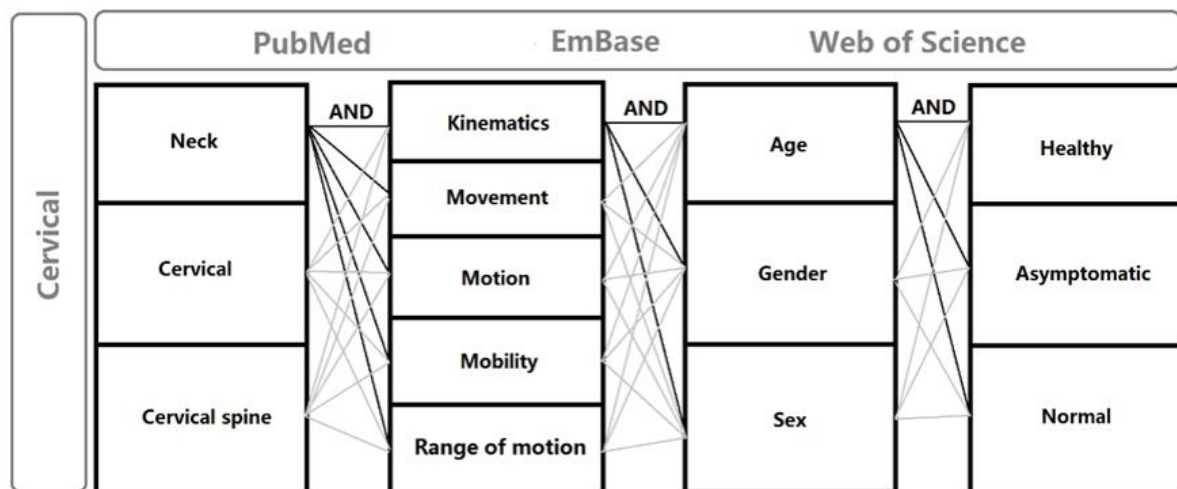 PubMed EmBase Web of Science
Cervical
AND AND AND
Neck Kinematics Age Healthy
Movement
Cervical Motion Gender Asymptomatic
Mobility
Cervical spine Range of motion Sex Normal